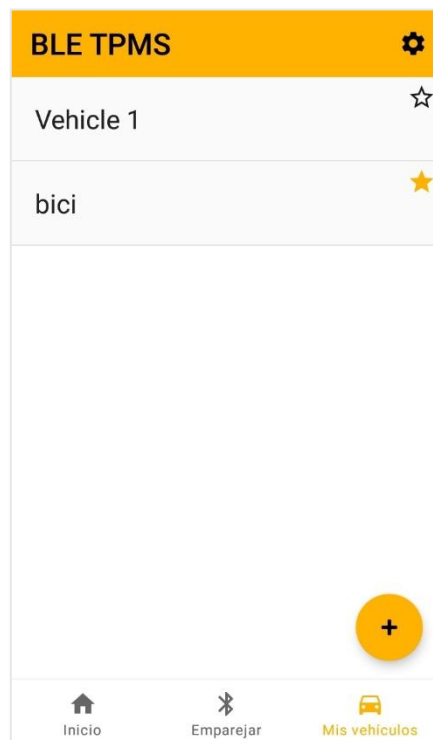 BLE TPMS
Vehicle 1
bici
Inicio
Emparejar
Mis vehículos